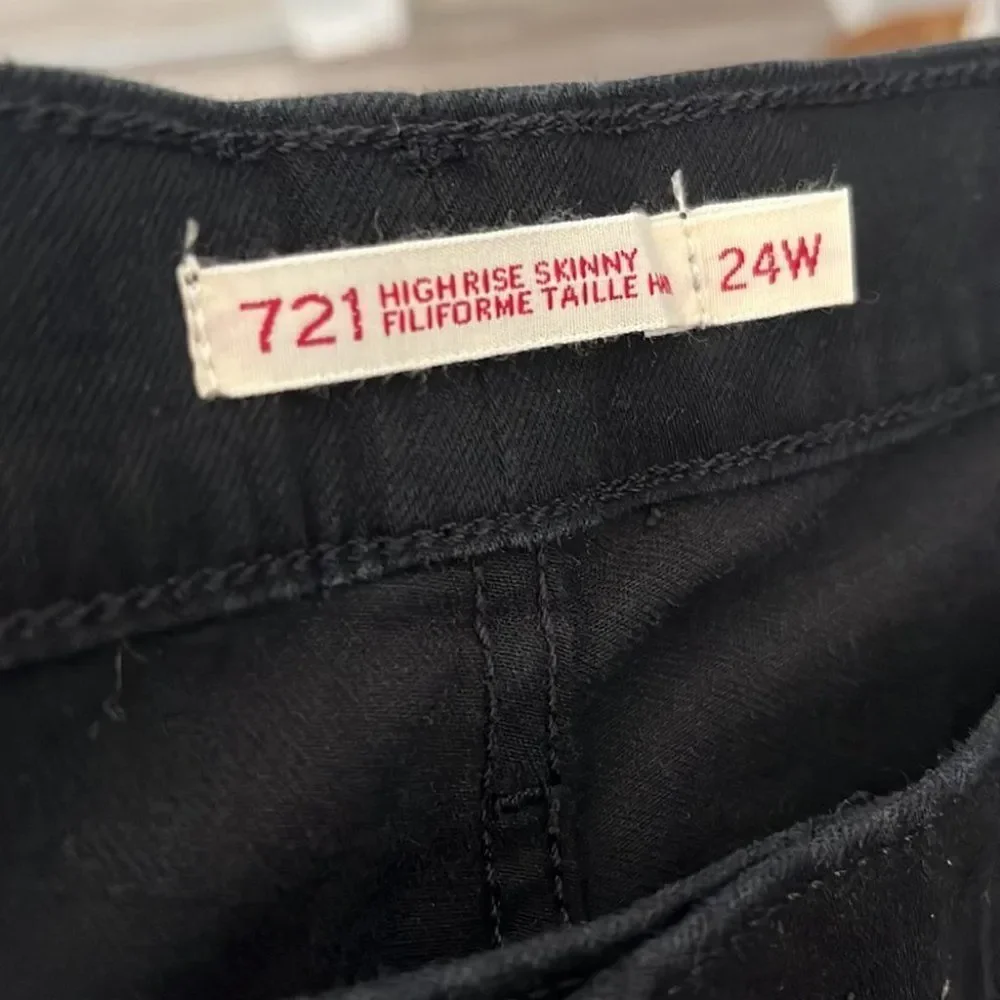 721
HIGH RISE SKINNY
FILIFORME TAILLE
24W